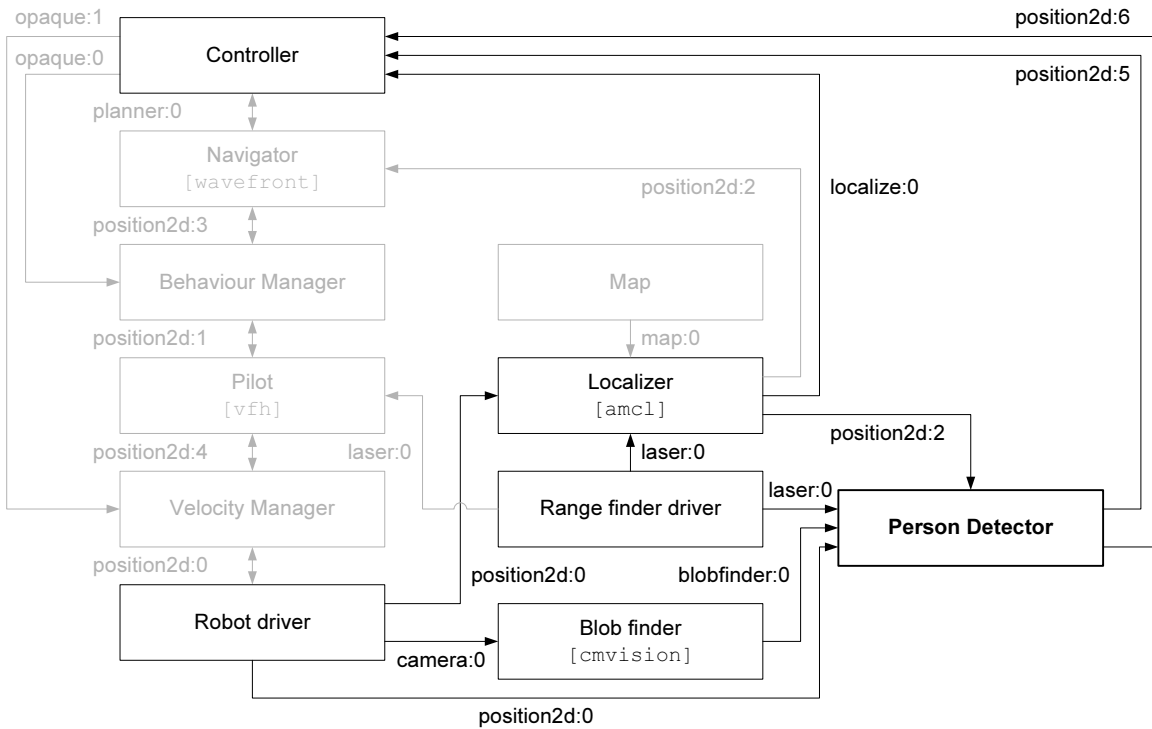 opaque:1
position2d:6
opaque:0
Controller
position2d:5
planner:0
Navigator
[wavefront]
position2d:2
localize:0
position2d:3
Behaviour Manager
Map
position2d:1
map:0
Pilot
[vfh]
Localizer
[amcl]
position2d:2
position2d:4
laser:0
laser:0
laser:0
Velocity Manager
Range finder driver
Person Detector
position2d:0
position2d:0
blobfinder:0
Robot driver
Blob finder
[cmvision]
camera:0
position2d:0